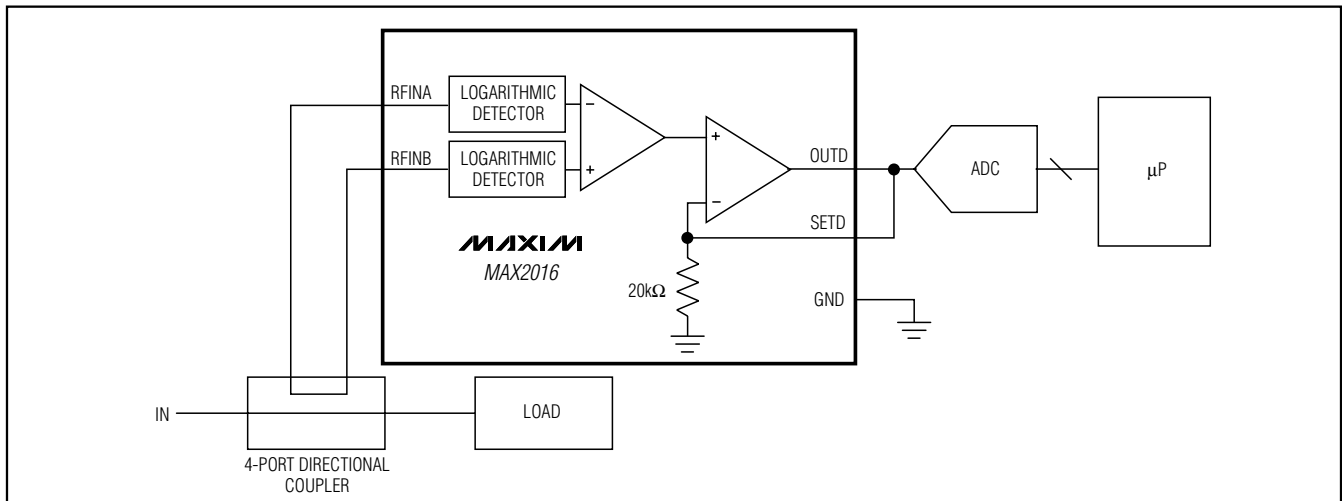 RFINA
LOGARITHMIC
DETECTOR
−
RFINB
LOGARITHMIC
DETECTOR
+
+
−
OUTD
SETD
GND
ADC
μP
MAXIM
MAX2016
20kΩ
IN
LOAD
4-PORT DIRECTIONAL
COUPLER